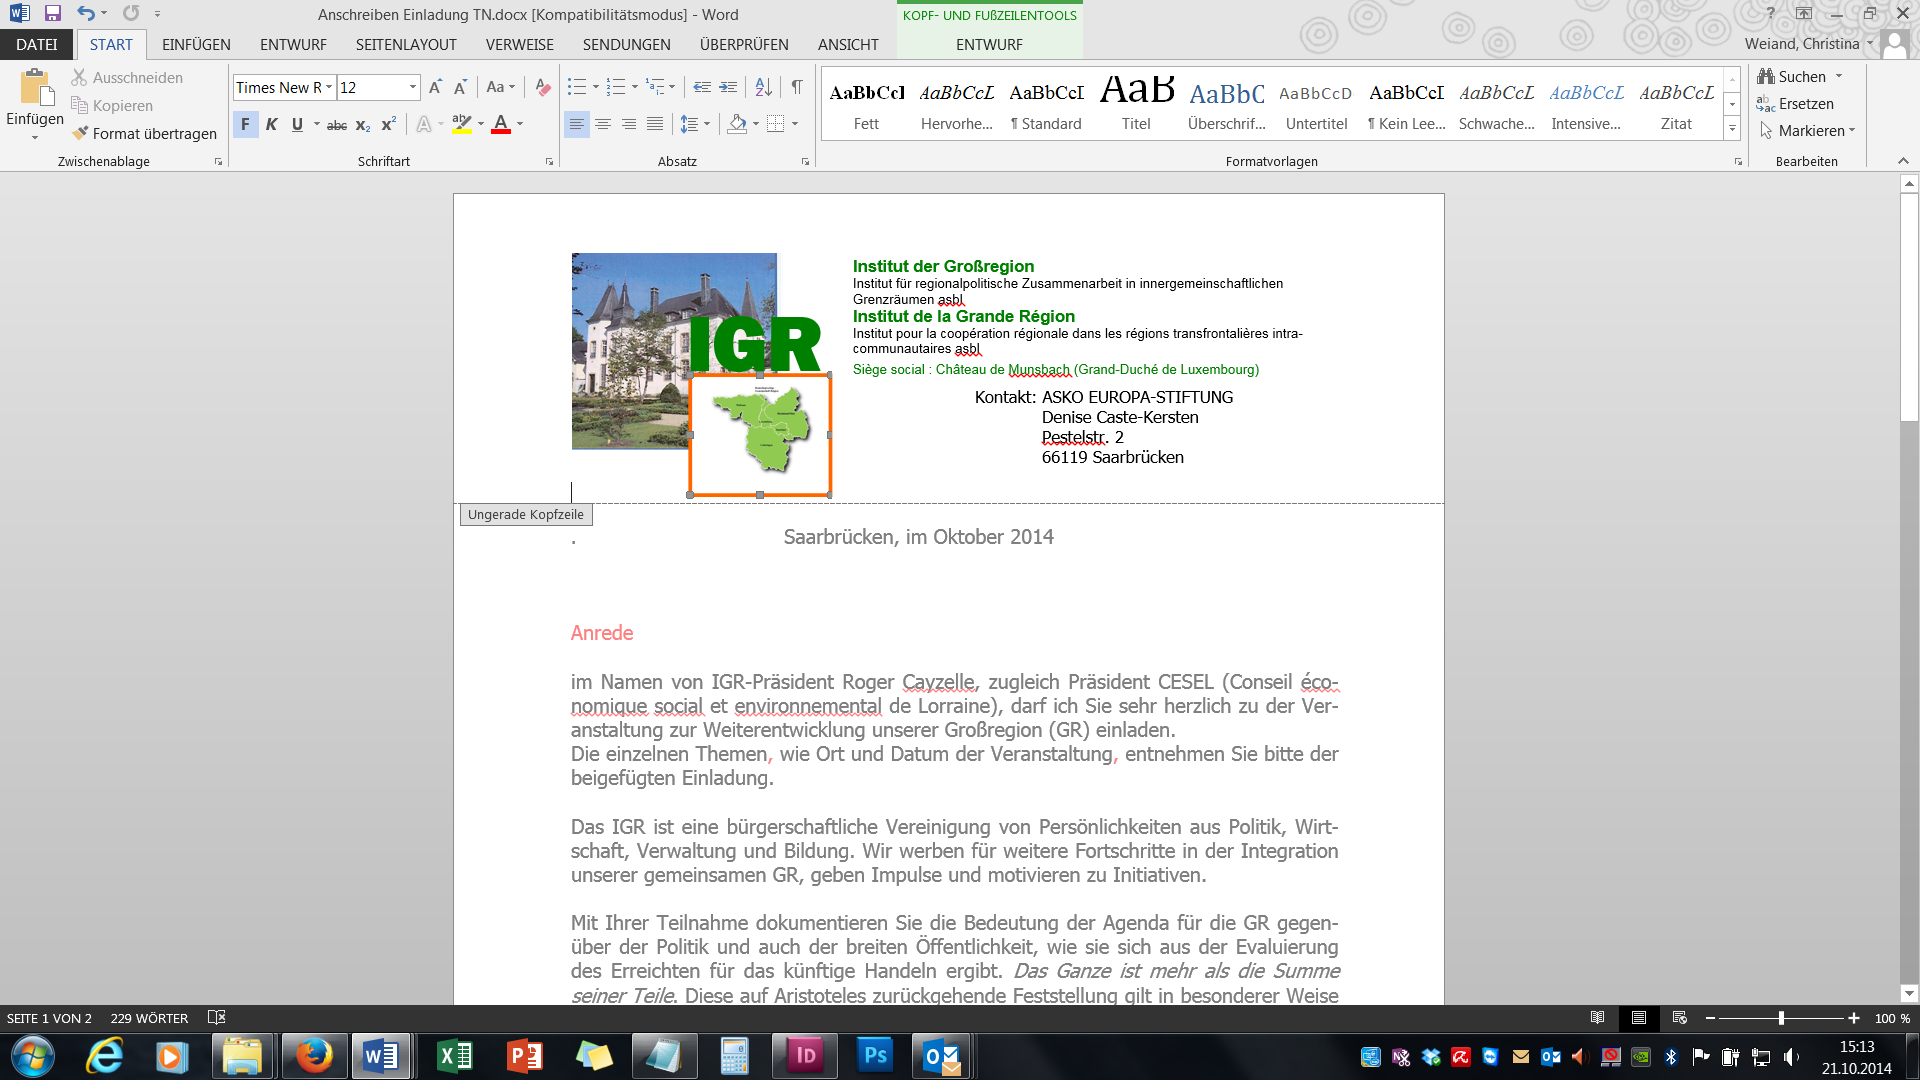 Anschreiben Einladung TN.docx [Kompatibilitätsmodus] - Word
KOPF- UND FUßZEILENTOOLS
?
DATEI
START
EINFÜGEN
ENTWURF
SEITENLAYOUT
VERWEISE
SENDUNGEN
ÜBERPRÜFEN
ANSICHT
ENTWURF
Weiand, Christina
Einfügen
Ausschneiden
Kopieren
Format übertragen
Zwischenablage
Times New R
12
Aa
F K U abc x₂ x²
Schriftart
Absatz
AaBbCcI AaBbCcL AaBbCcI AaB AaBbC AaBbCcD AaBbCcI AaBbCcL AaBbCcL AaBbCcL
Fett Hervorhe... ¶ Standard Titel Überschrif... Untertitel ¶ Kein Lee... Schwache... Intensive... Zitat
Formatvorlagen
Suchen
Ersetzen
Markieren
Bearbeiten
IGR
Institut der Großregion
Institut für regionalpolitische Zusammenarbeit in innergemeinschaftlichen
Grenzräumen asbl
Institut de la Grande Région
Institut pour la coopération régionale dans les régions transfrontalières intra-
communautaires asbl
Siège social : Château de Munsbach (Grand-Duché de Luxembourg)
Kontakt: ASKO EUROPA-STIFTUNG
Denise Caste-Kersten
Pestelstr. 2
66119 Saarbrücken
Ungerade Kopfzeile
. Saarbrücken, im Oktober 2014
Anrede
im Namen von IGR-Präsident Roger Cayzelle, zugleich Präsident CESEL (Conseil éco-
nomique social et environnemental de Lorraine), darf ich Sie sehr herzlich zu der Ver-
anstaltung zur Weiterentwicklung unserer Großregion (GR) einladen.
Die einzelnen Themen, wie Ort und Datum der Veranstaltung, entnehmen Sie bitte der
beigefügten Einladung.
Das IGR ist eine bürgerschaftliche Vereinigung von Persönlichkeiten aus Politik, Wirt-
schaft, Verwaltung und Bildung. Wir werben für weitere Fortschritte in der Integration
unserer gemeinsamen GR, geben Impulse und motivieren zu Initiativen.
Mit Ihrer Teilnahme dokumentieren Sie die Bedeutung der Agenda für die GR gegen-
über der Politik und auch der breiten Öffentlichkeit, wie sie sich aus der Evaluierung
des Erreichten für das künftige Handeln ergibt. Das Ganze ist mehr als die Summe
seiner Teile. Diese auf Aristoteles zurückgehende Feststellung gilt in besonderer Weise
SEITE 1 VON 2
229 WÖRTER
100 %
15:13
21.10.2014